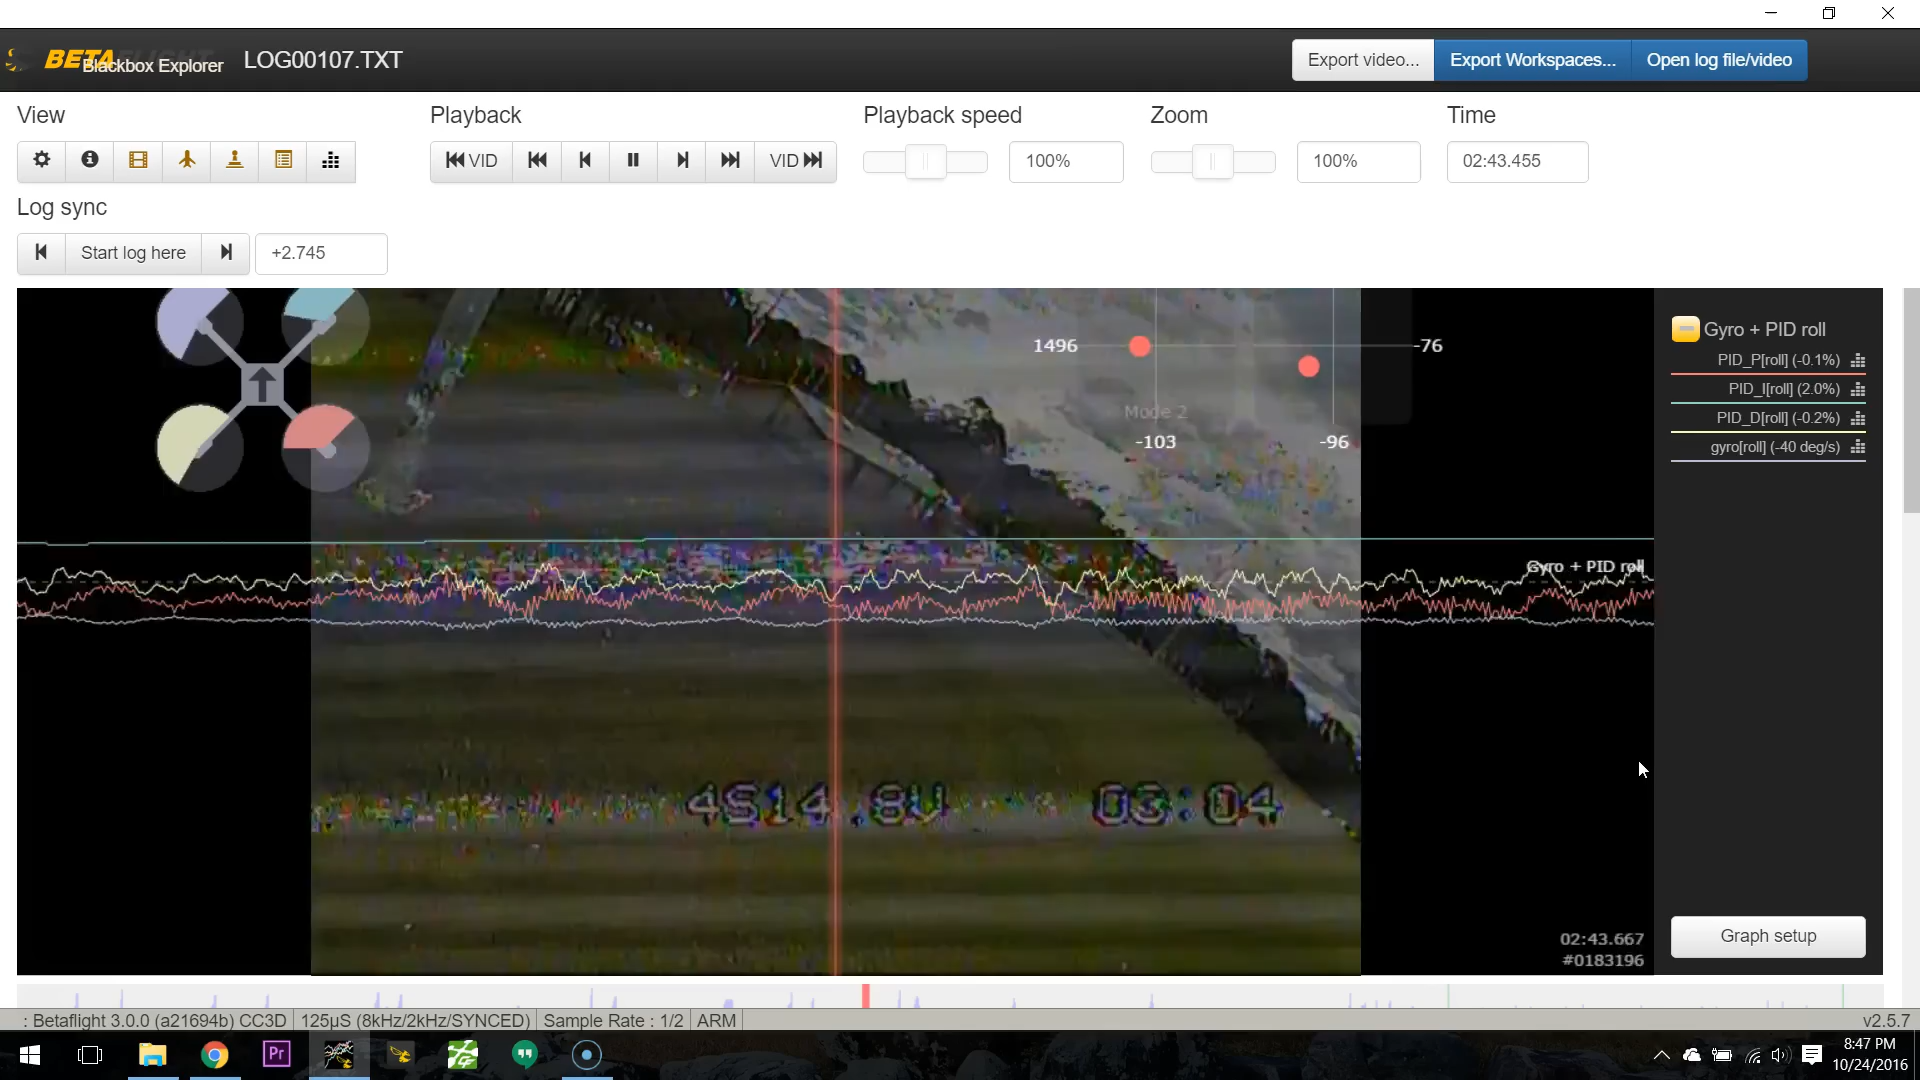 BETAFLIGHT
Blackbox Explorer
LOG00107.TXT
Export video...
Export Workspaces...
Open log file/video
View
Playback
Playback speed
Zoom
Time
VID
VID
100%
100%
02:43.455
Log sync
Start log here
+2.745
1496
-76
Mode 2
-103
-96
Gyro + PID roll
PID_P[roll] (-0.1%)
PID_I[roll] (2.0%)
PID_D[roll] (-0.2%)
gyro[roll] (-40 deg/s)
Gyro + PID roll
4S14.8V
03:04
02:43.667
#0183196
Graph setup
: Betaflight 3.0.0 (a21694b) CC3D
125µS (8kHz/2kHz/SYNCED)
Sample Rate : 1/2
ARM
v2.5.7
Pr
8:47 PM
10/24/2016